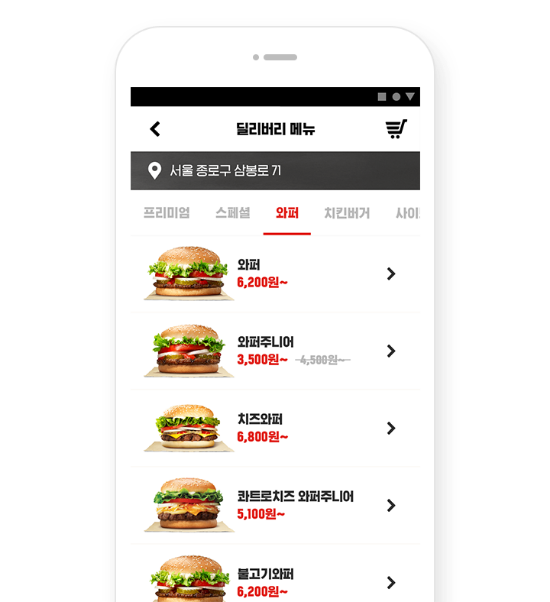 딜리버리 메뉴
서울 종로구 삼봉로 71
프리미엄 스페셜 와퍼 치킨버거 사이
와퍼
6,200원~
와퍼주니어
3,500원~ 4,500원~
치즈와퍼
6,800원~
콰트로치즈 와퍼주니어
5,100원~
불고기와퍼
6,200원~